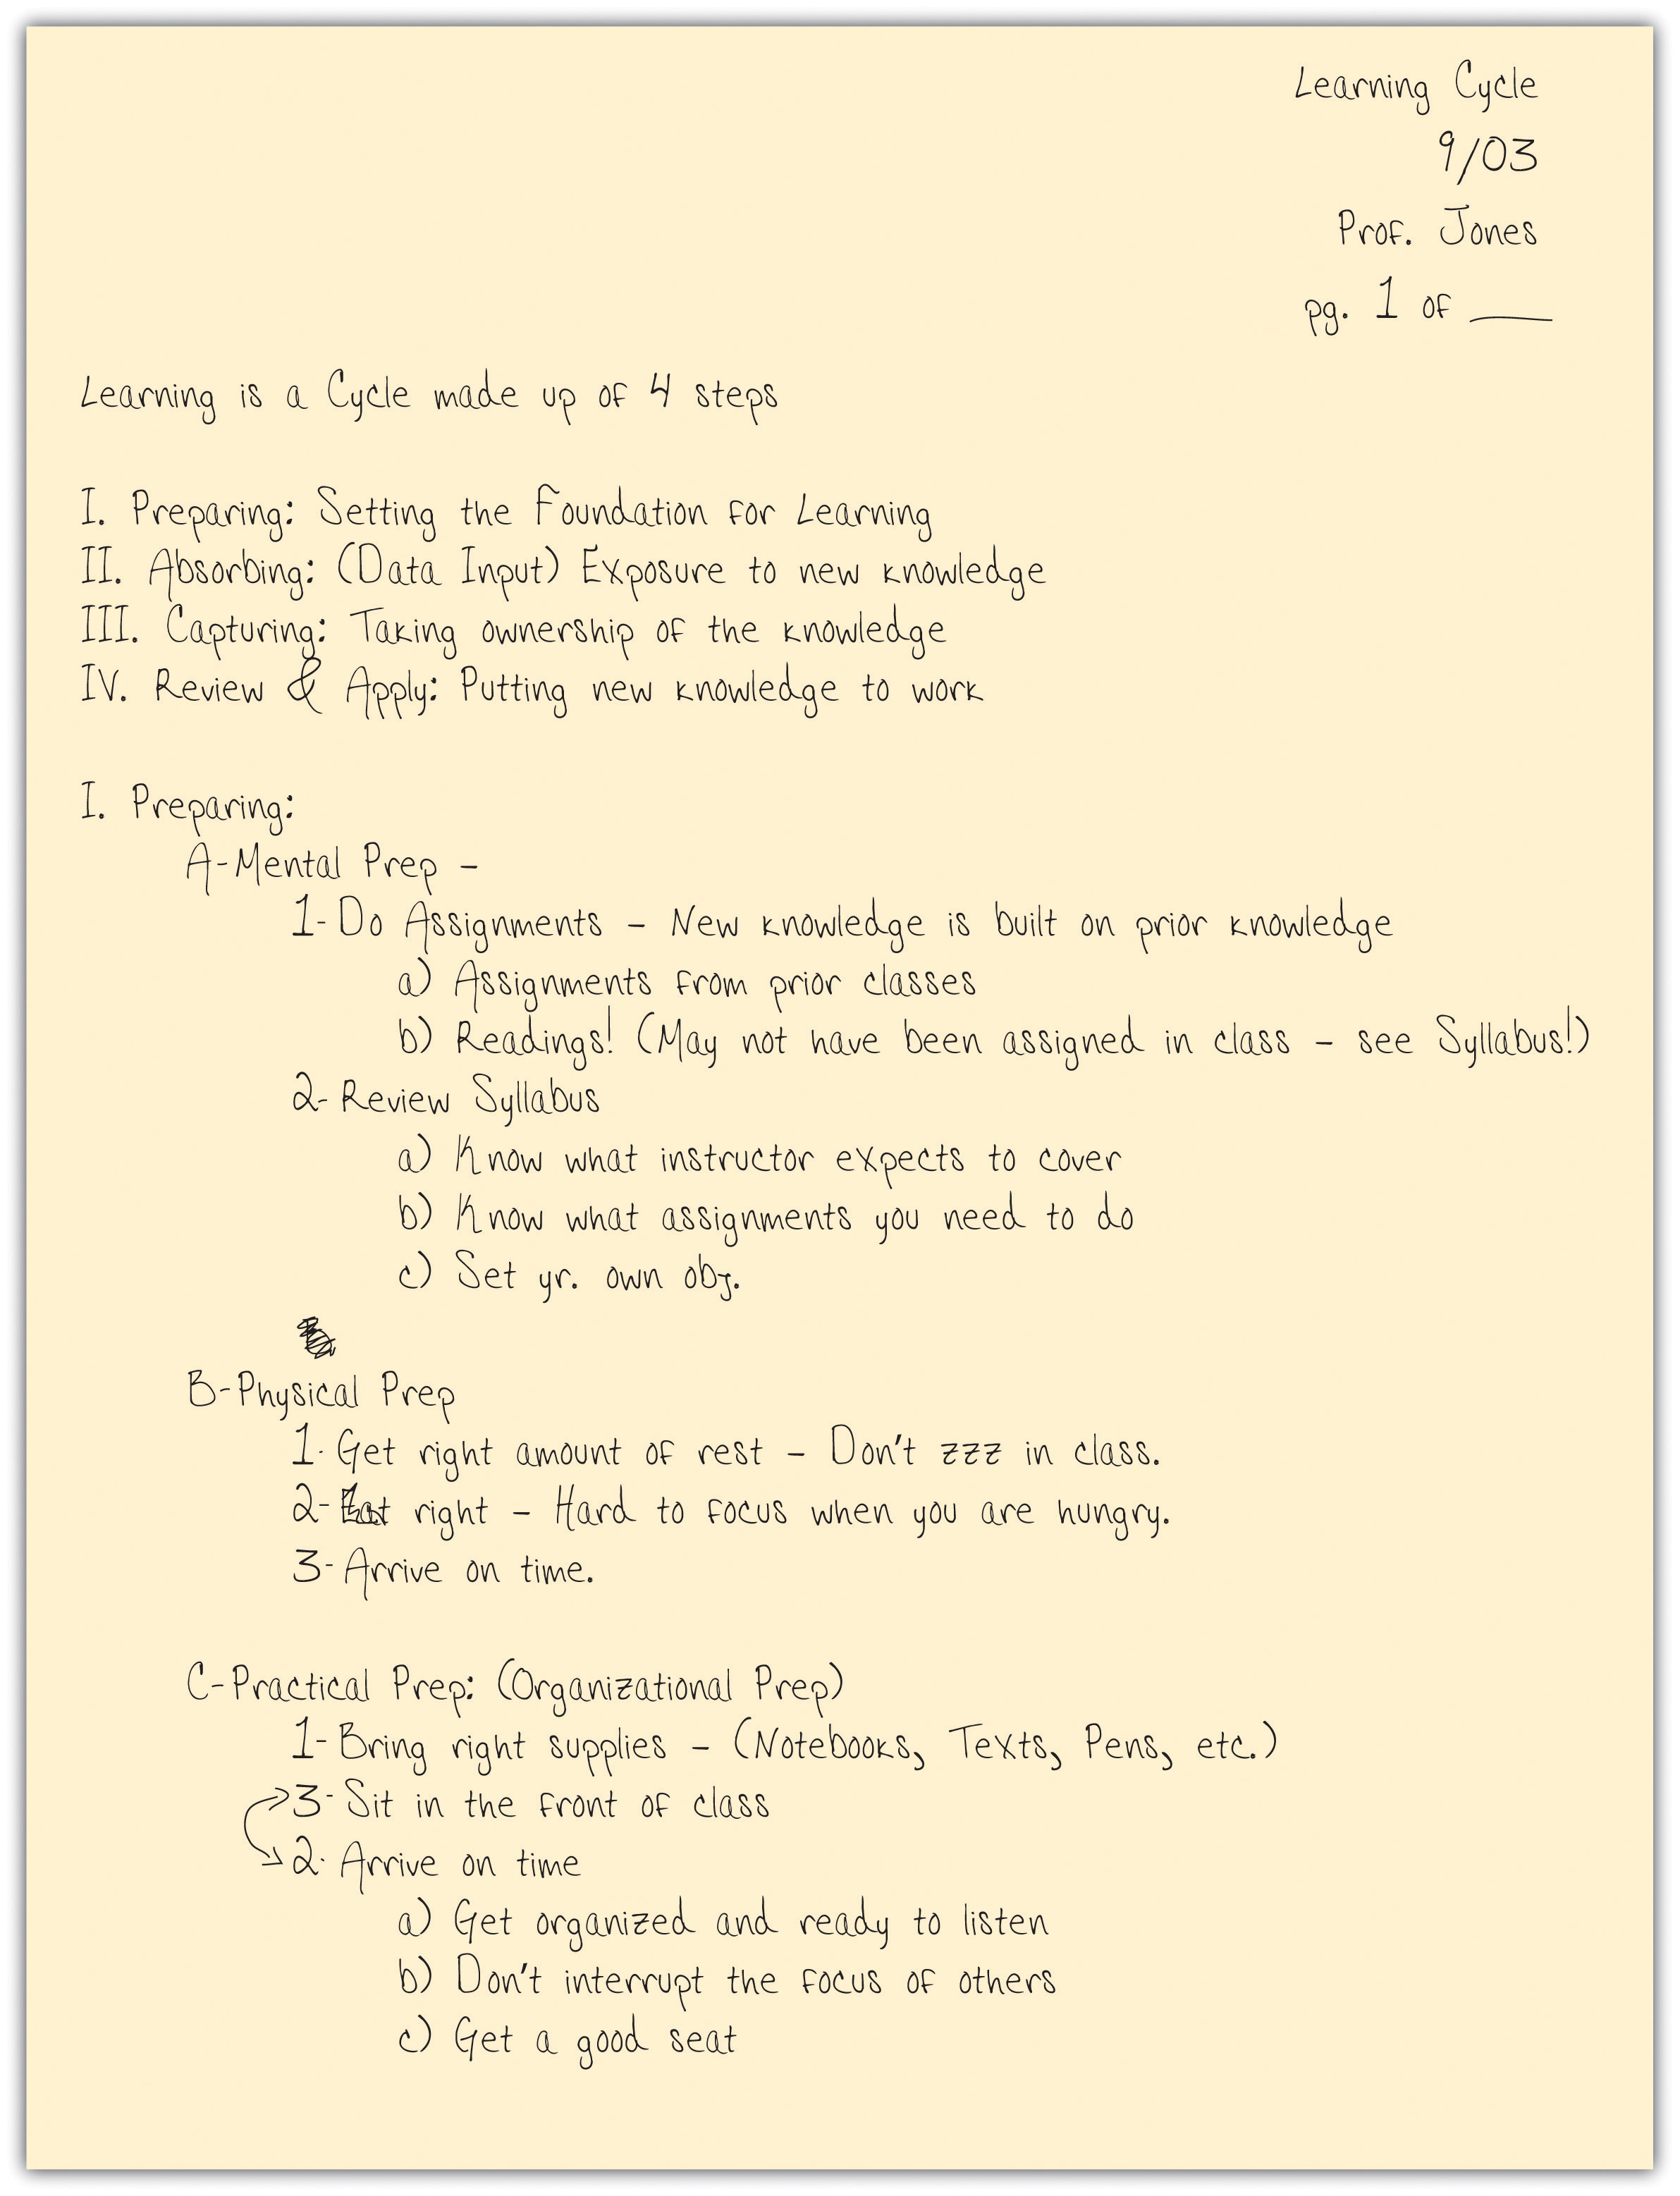 Learning Cycle
9/03
Prof. Jones
pg. 1 of ___
Learning is a Cycle made up of 4 steps
I. Preparing: Setting the Foundation for Learning
II. Absorbing: (Data Input) Exposure to new knowledge
III. Capturing: Taking ownership of the knowledge
IV. Review & Apply: Putting new knowledge to work
I. Preparing:
A-Mental Prep -
1- Do Assignments - New knowledge is built on prior knowledge
a) Assignments from prior classes
b) Readings! (May not have been assigned in class - see Syllabus!)
2- Review Syllabus
a) Know what instructor expects to cover
b) Know what assignments you need to do
c) Set yr. own obj.
B-Physical Prep
1- Get right amount of rest - Don't zzz in class.
2- Eat right - Hard to focus when you are hungry.
3- Arrive on time.
C-Practical Prep: (Organizational Prep)
1- Bring right supplies - (Notebooks, Texts, Pens, etc.)
3- Sit in the front of class
2- Arrive on time
a) Get organized and ready to listen
b) Don't interrupt the focus of others
c) Get a good seat